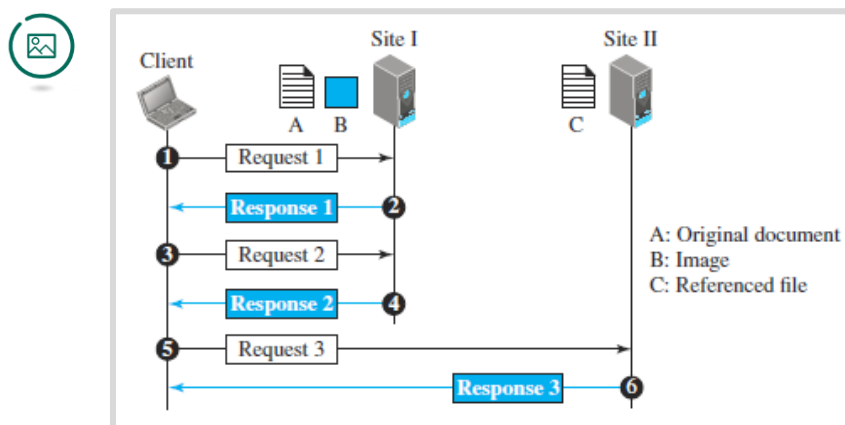 Site I
Site II
Client
A
B
C
1
Request 1
Response 1
2
3
Request 2
A: Original document
B: Image
C: Referenced file
Response 2
4
5
Request 3
Response 3
6